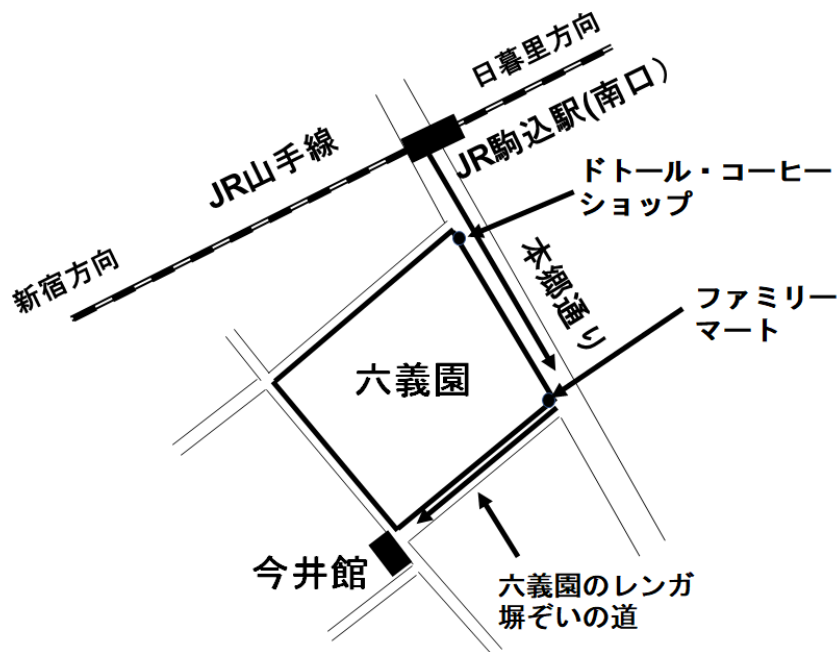 日暮里方向
JR駒込駅(南口）
JR山手線
新宿方向
ドトール・コーヒー
ショップ
本郷通り
ファミリー
マート
六義園
今井館
六義園のレンガ
塀ぞいの道